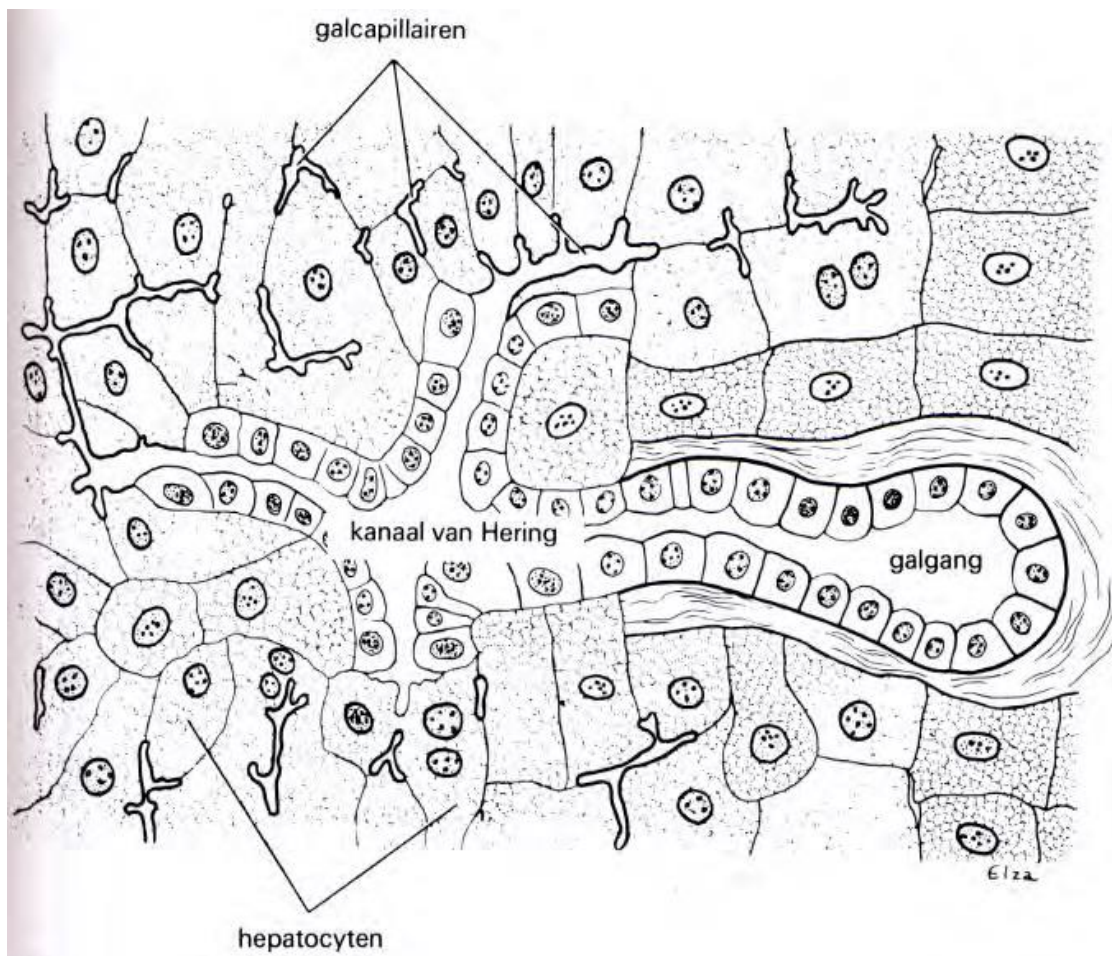 galcapillairen
kanaal van Hering
galgang
Elza
hepatocyten